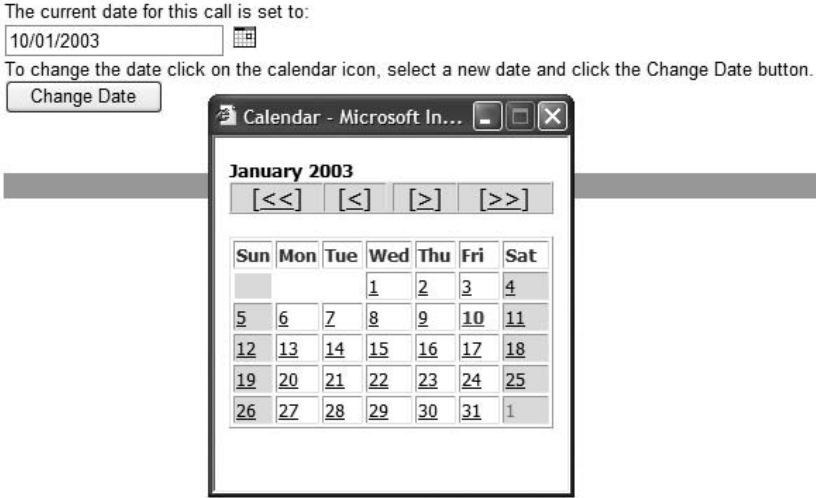 The current date for this call is set to:
10/01/2003
To change the date click on the calendar icon, select a new date and click the Change Date button.
Change Date
Calendar - Microsoft In...
January 2003
[<<] [<] [>] [>>]
Sun Mon Tue Wed Thu Fri Sat
1 2 3 4
5 6 7 8 9 10 11
12 13 14 15 16 17 18
19 20 21 22 23 24 25
26 27 28 29 30 31 1